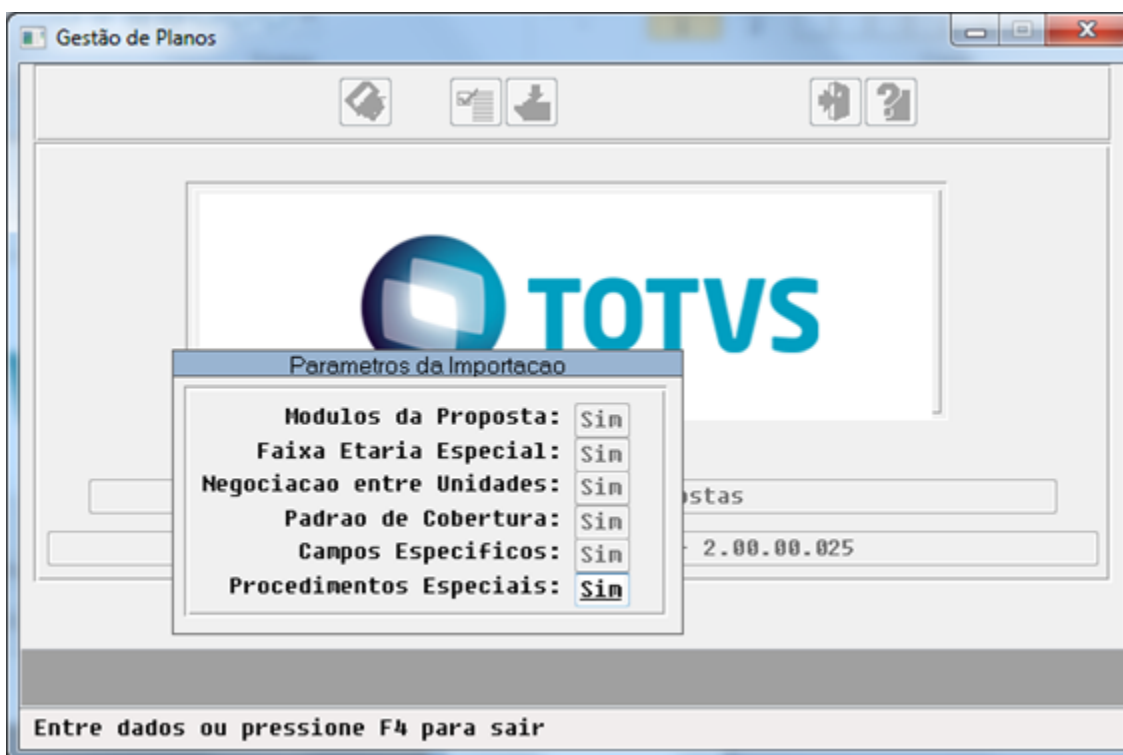 Gestão de Planos
TOTVS
Parametros da Importacao
Modulos da Proposta: Sim
Faixa Etaria Especial: Sim
Negociacao entre Unidades: Sim
Padrao de Cobertura: Sim
Campos Especificos: Sim
Procedimentos Especiais: Sim
2.00.00.025
Entre dados ou pressione F4 para sair